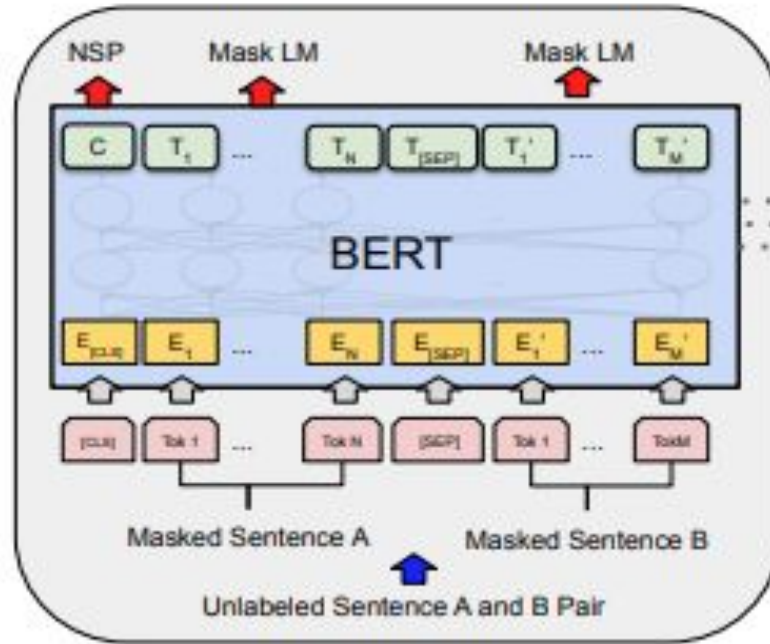 NSP Mask LM Mask LM
C T1 ... TN T[SEP] T1' ... TM'
BERT
E[CLS] E1 ... EN E[SEP] E1' ... EM'
[CLS] Tok 1 ... Tok N [SEP] Tok 1 ... TokM
Masked Sentence A Masked Sentence B
Unlabeled Sentence A and B Pair